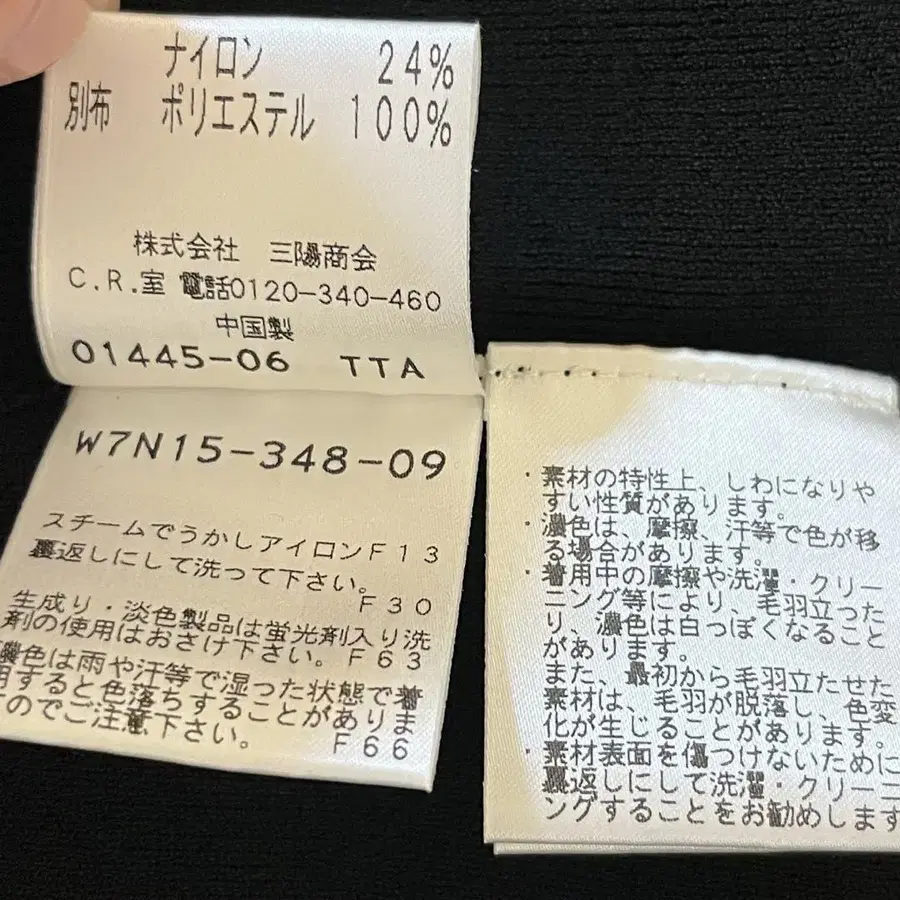 ナイロン 24%
別布 ポリエステル 100%
株式会社 三陽商会
C.R.室 電話0120-340-460
中国製
01445-06 TTA
W7N15-348-09
スチームでうかしアイロンF13
裏返しにして洗って下さい。
F30
生成り・淡色製品は蛍光剤入り洗
剤の使用はおさけ下さい。F63
濃色は雨や汗等で湿った状態で着
用すると色落ちすることがありま
のでご注意下さい。 F66
・素材の特性上、しわになりや
すい性質があります。
・濃色は、摩擦、汗等で色が移
る場合があります。
・着用中の摩擦や洗濯・クリー
ニング等により、毛羽立った
り、濃色は白っぽくなること
があります。
また、最初から毛羽立たせた
素材は、毛羽が脱落し、色変
化が生じることがあります。
・素材表面を傷つけないために
裏返しにして洗濯・クリーニ
ングすることをお勧めします